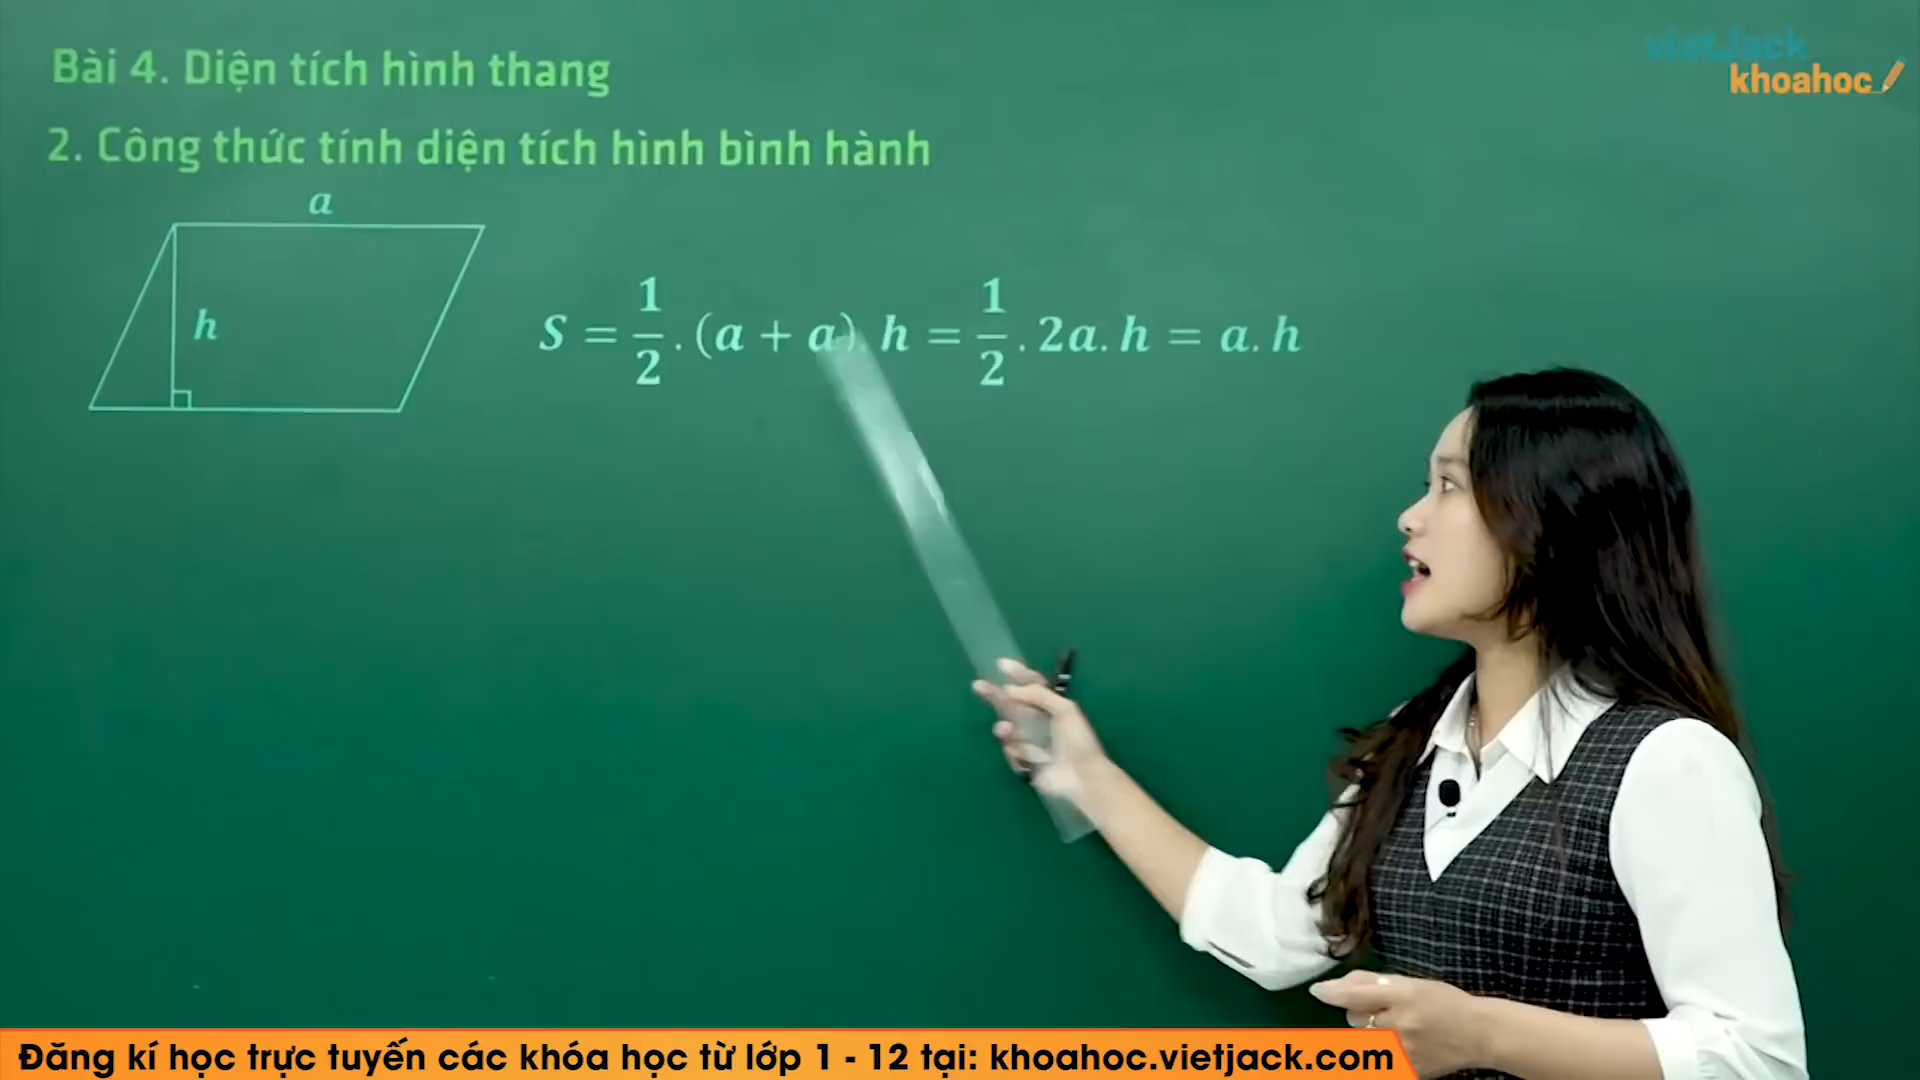 vietJack
khoahoc
Bài 4. Diện tích hình thang
2. Công thức tính diện tích hình bình hành
a
h
S = 1/2 . (a + a). h = 1/2 . 2a. h = a. h
Đăng kí học trực tuyến các khóa học từ lớp 1 - 12 tại: khoahoc.vietjack.com